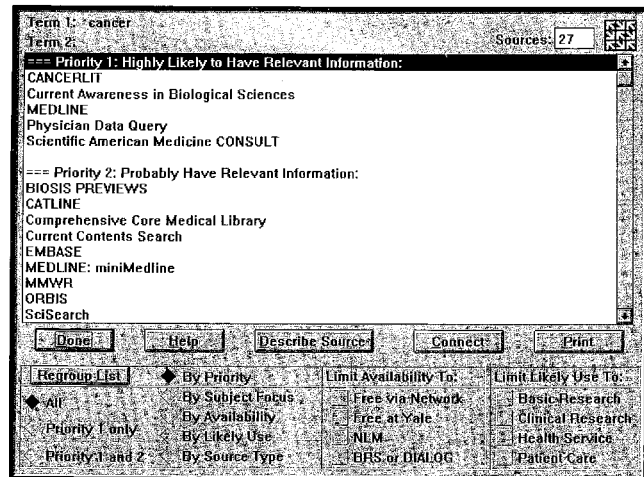 Term 1: cancer
Term 2:
Sources: 27
=== Priority 1: Highly Likely to Have Relevant Information:
CANCERLIT
Current Awareness in Biological Sciences
MEDLINE
Physician Data Query
Scientific American Medicine CONSULT
=== Priority 2: Probably Have Relevant Information:
BIOSIS PREVIEWS
CATLINE
Comprehensive Core Medical Library
Current Contents Search
EMBASE
MEDLINE: miniMedline
MMWR
ORBIS
SciSearch
Done Help Describe Source Connect Print
Regroup List
All
Priority 1 only
Priority 1 and 2
By Priority
By Subject Focus
By Availability
By Likely Use
By Source Type
Limit Availability To:
Free via Network
Free at Yale
NLM
BRS or DIALOG
Limit Likely Use To:
Basic Research
Clinical Research
Health Service
Patient Care